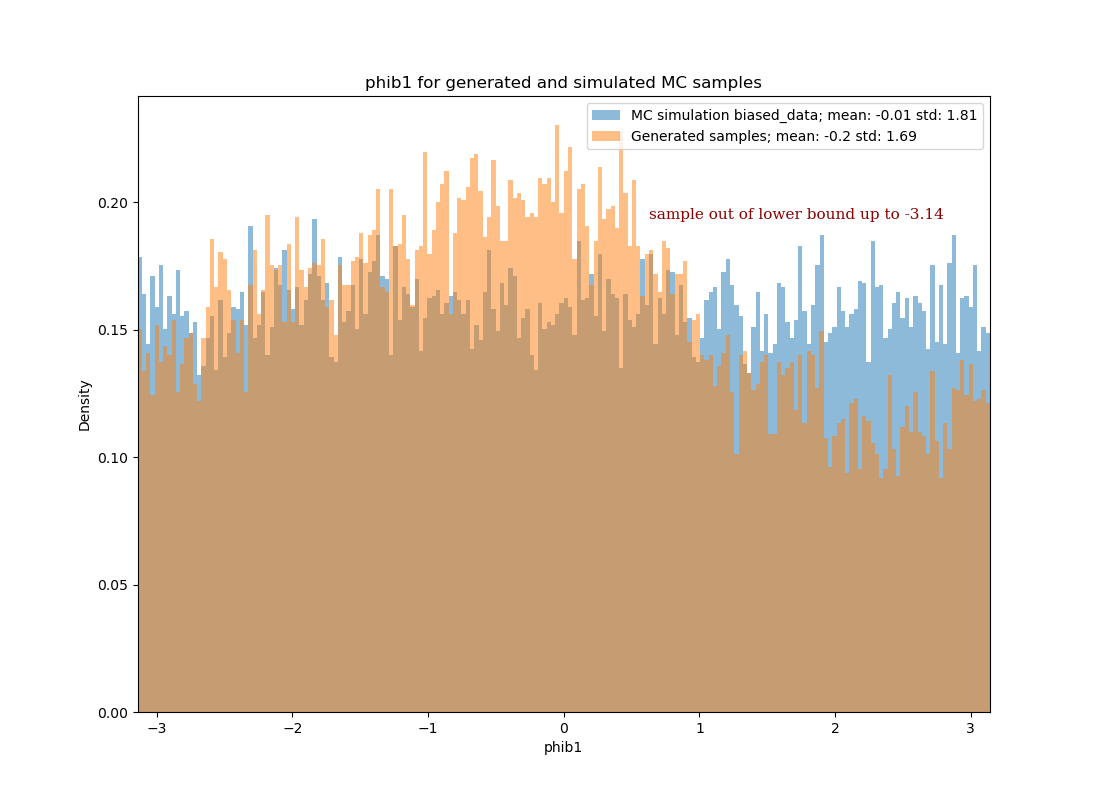 phib1 for generated and simulated MC samples
MC simulation biased_data; mean: -0.01 std: 1.81
Generated samples; mean: -0.2 std: 1.69
sample out of lower bound up to -3.14
Density
0.20
0.15
0.10
0.05
0.00
−3 −2 −1 0 1 2 3
phib1